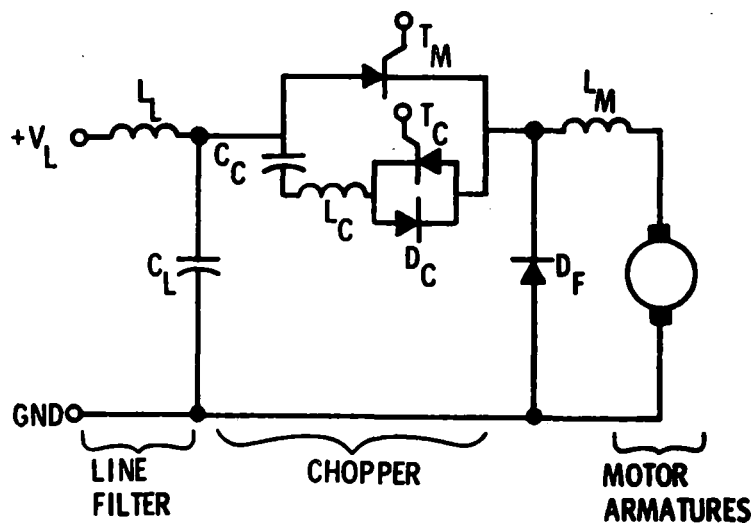 T_M
L_L
L_M
+V_L
T_C
C_C
L_C
D_C
C_L
D_F
GND
LINE
FILTER
CHOPPER
MOTOR
ARMATURES